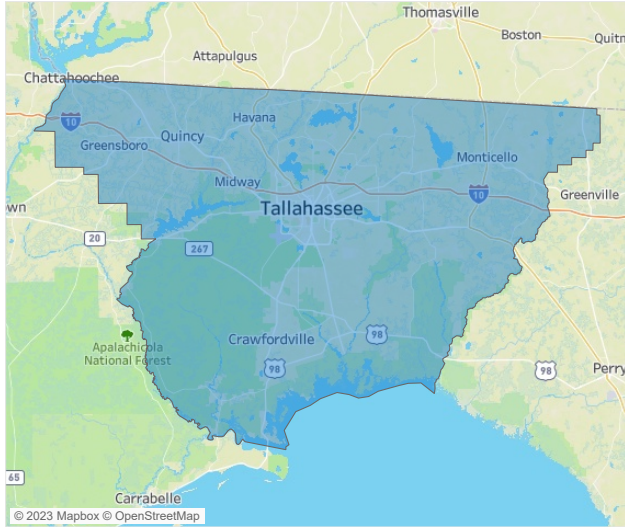 Thomasville
Boston
Quitm
Attapulgus
Chattahoochee
Havana
10
Quincy
Greensboro
Monticello
Midway
10
Greenville
Tallahassee
own
20
267
Apalachicola
National Forest
Crawfordville
98
98
98
Perry
65
Carrabelle
© 2023 Mapbox © OpenStreetMap